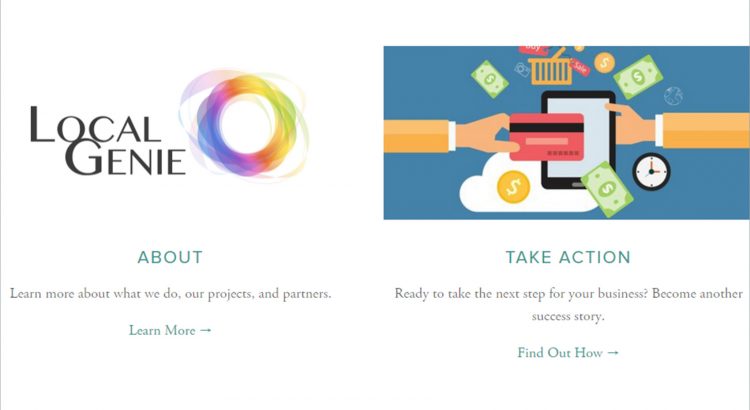 LOCAL
GENIE
Sale
ABOUT
Learn more about what we do, our projects, and partners.
Learn More →
TAKE ACTION
Ready to take the next step for your business? Become another
success story.
Find Out How →